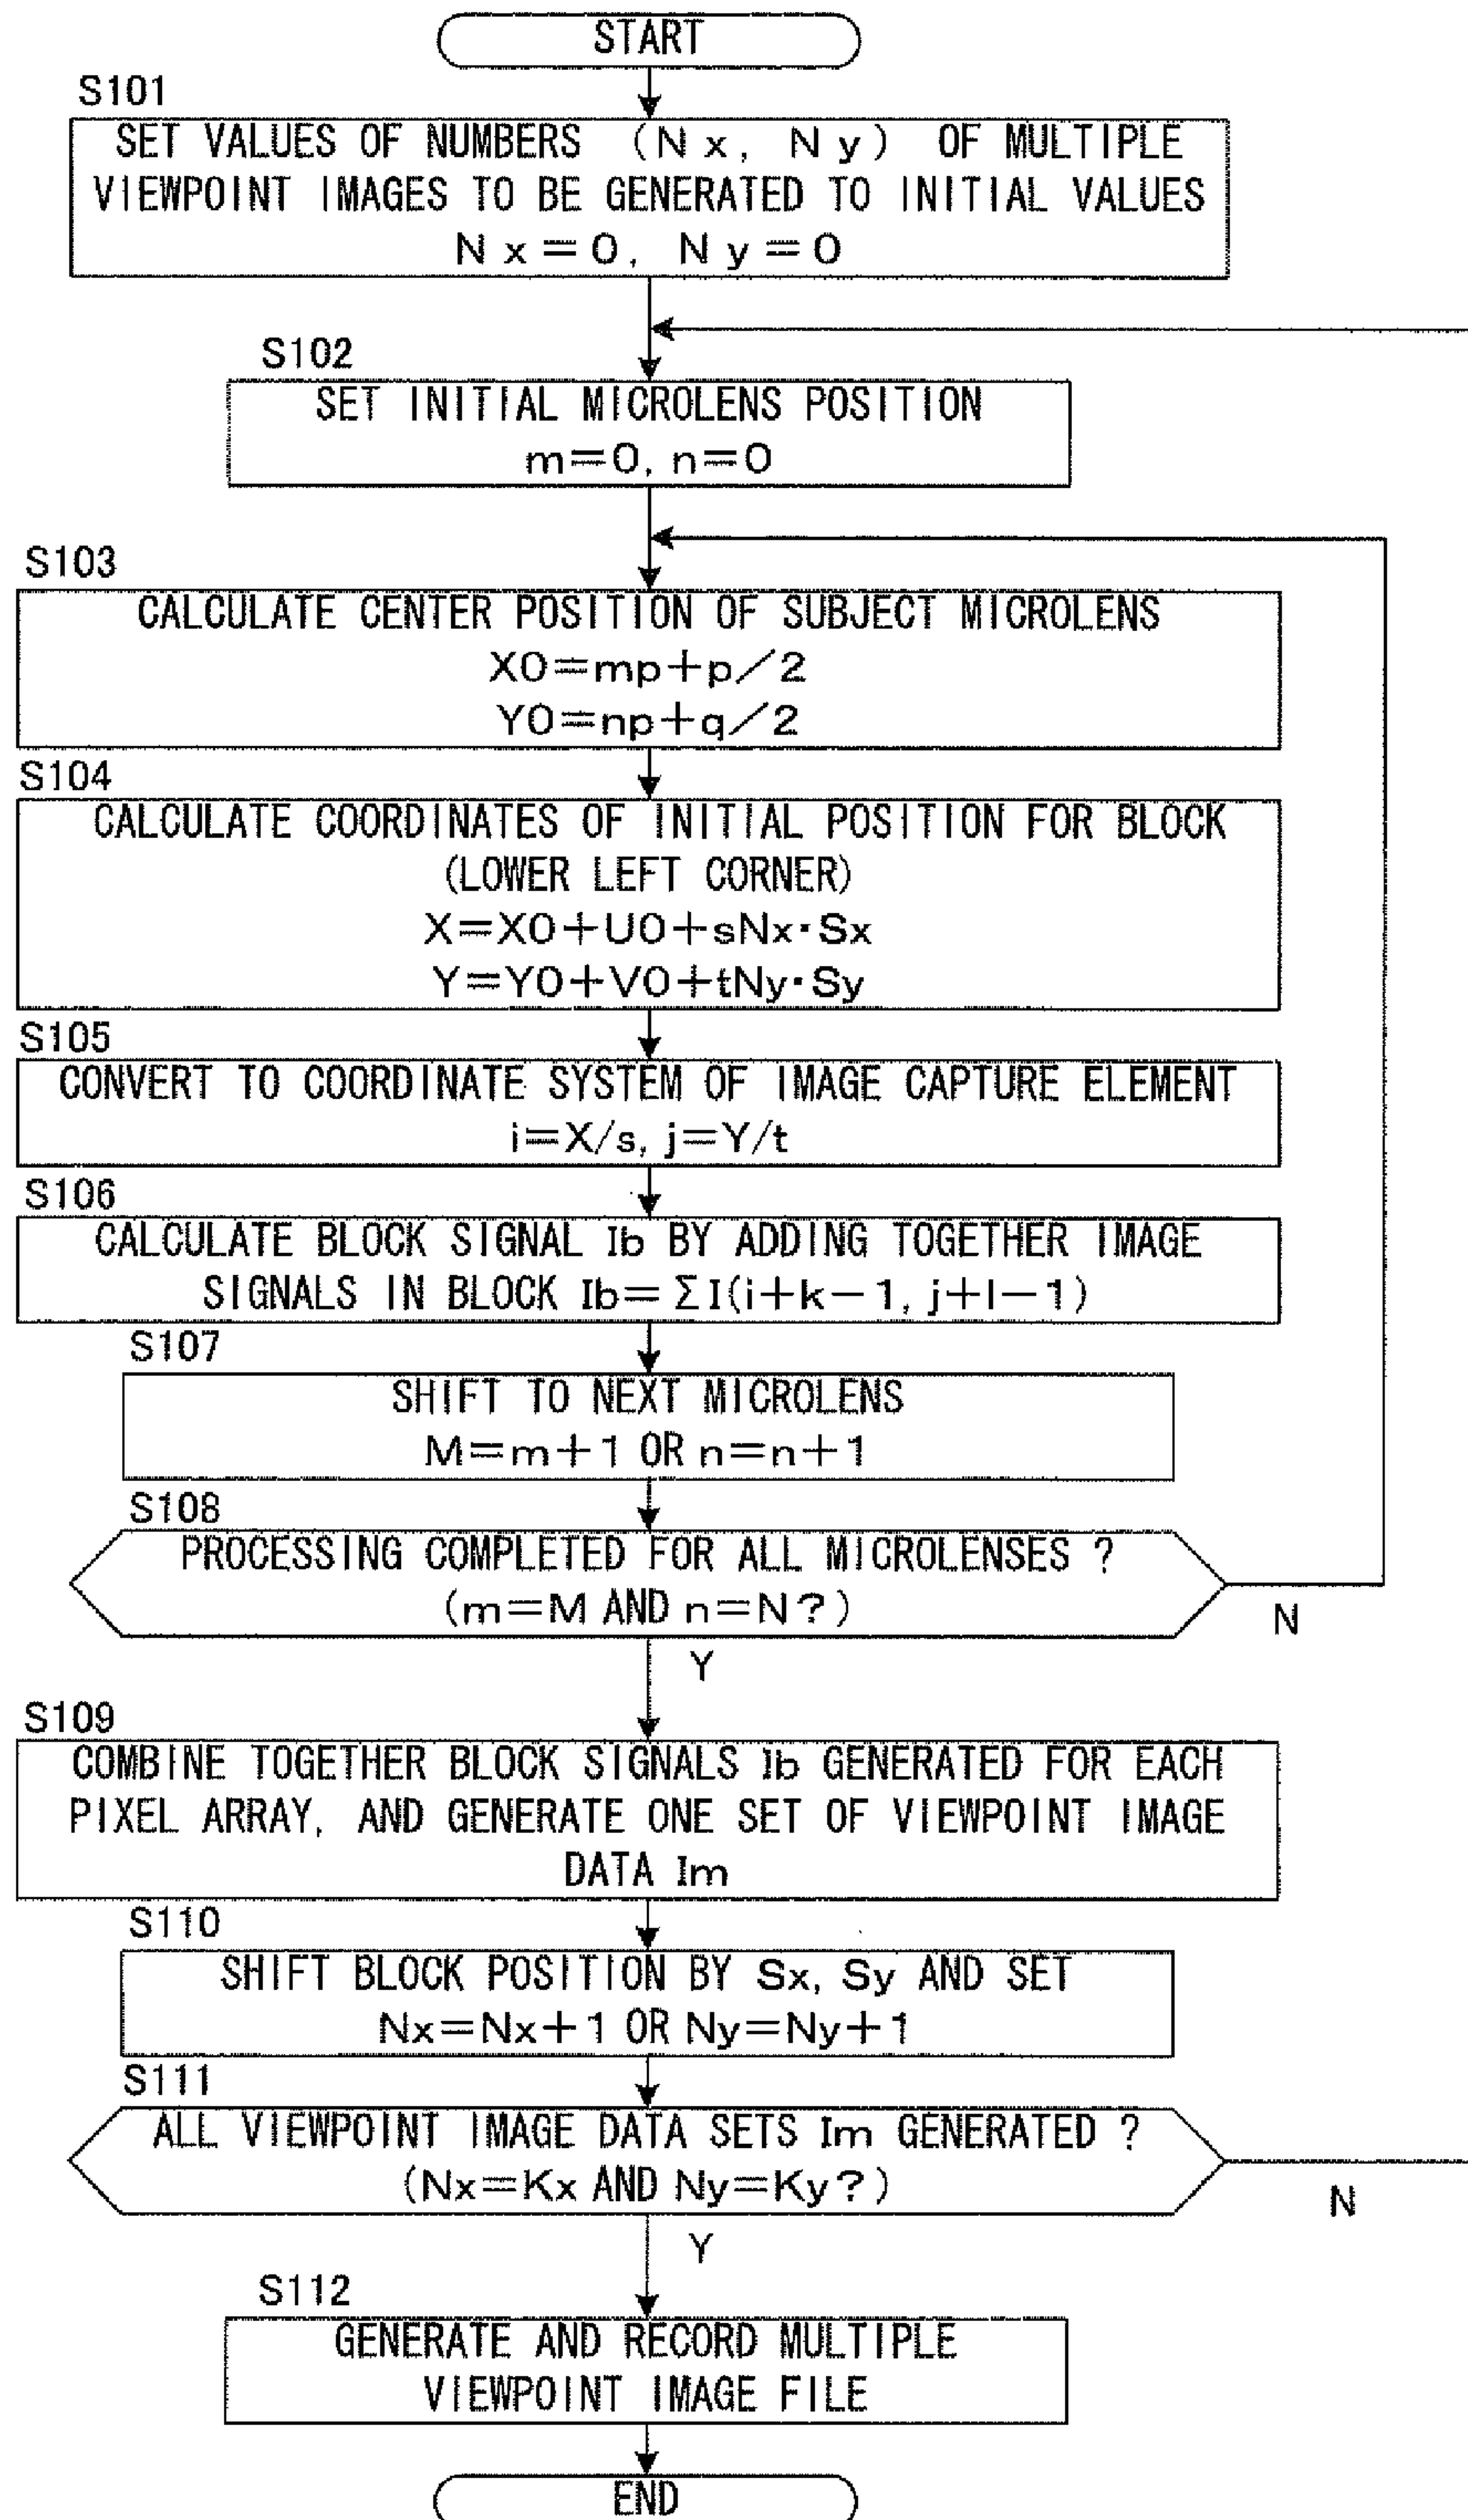 START
S101
SET VALUES OF NUMBERS (Nx, Ny) OF MULTIPLE
VIEWPOINT IMAGES TO BE GENERATED TO INITIAL VALUES
Nx=0, Ny=0
S102
SET INITIAL MICROLENS POSITION
m=0, n=0
S103
CALCULATE CENTER POSITION OF SUBJECT MICROLENS
X0=mp+p/2
Y0=np+q/2
S104
CALCULATE COORDINATES OF INITIAL POSITION FOR BLOCK
(LOWER LEFT CORNER)
X=X0+U0+sNx·Sx
Y=Y0+V0+tNy·Sy
S105
CONVERT TO COORDINATE SYSTEM OF IMAGE CAPTURE ELEMENT
i=X/s, j=Y/t
S106
CALCULATE BLOCK SIGNAL Ib BY ADDING TOGETHER IMAGE
SIGNALS IN BLOCK Ib=ΣI(i+k-1, j+l-1)
S107
SHIFT TO NEXT MICROLENS
M=m+1 OR n=n+1
S108
PROCESSING COMPLETED FOR ALL MICROLENSES ?
(m=M AND n=N?)
N
Y
S109
COMBINE TOGETHER BLOCK SIGNALS Ib GENERATED FOR EACH
PIXEL ARRAY, AND GENERATE ONE SET OF VIEWPOINT IMAGE
DATA Im
S110
SHIFT BLOCK POSITION BY Sx, Sy AND SET
Nx=Nx+1 OR Ny=Ny+1
S111
ALL VIEWPOINT IMAGE DATA SETS Im GENERATED ?
(Nx=Kx AND Ny=Ky?)
N
Y
S112
GENERATE AND RECORD MULTIPLE
VIEWPOINT IMAGE FILE
END